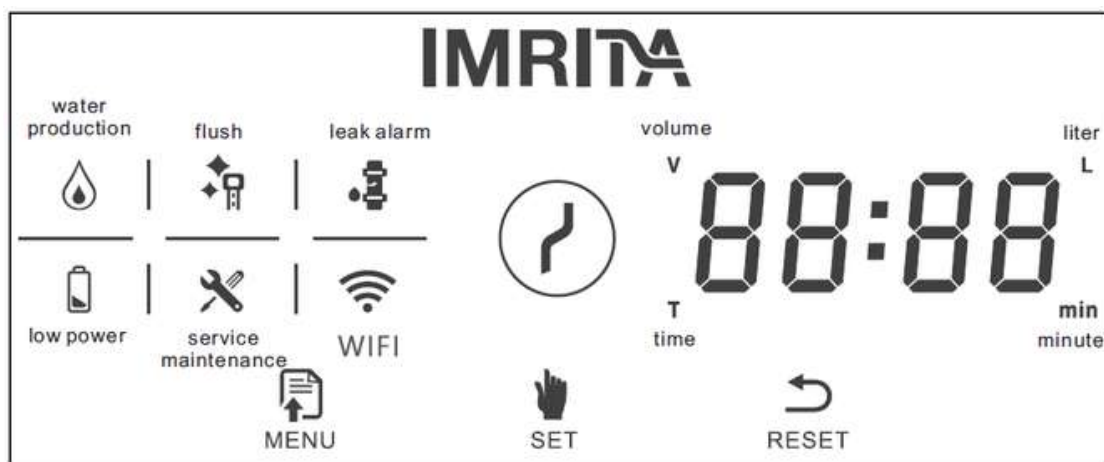 IMRITA
water
production
flush
leak alarm
volume
liter
V
L
88:88
low power
service
maintenance
WIFI
T
min
time
minute
MENU
SET
RESET